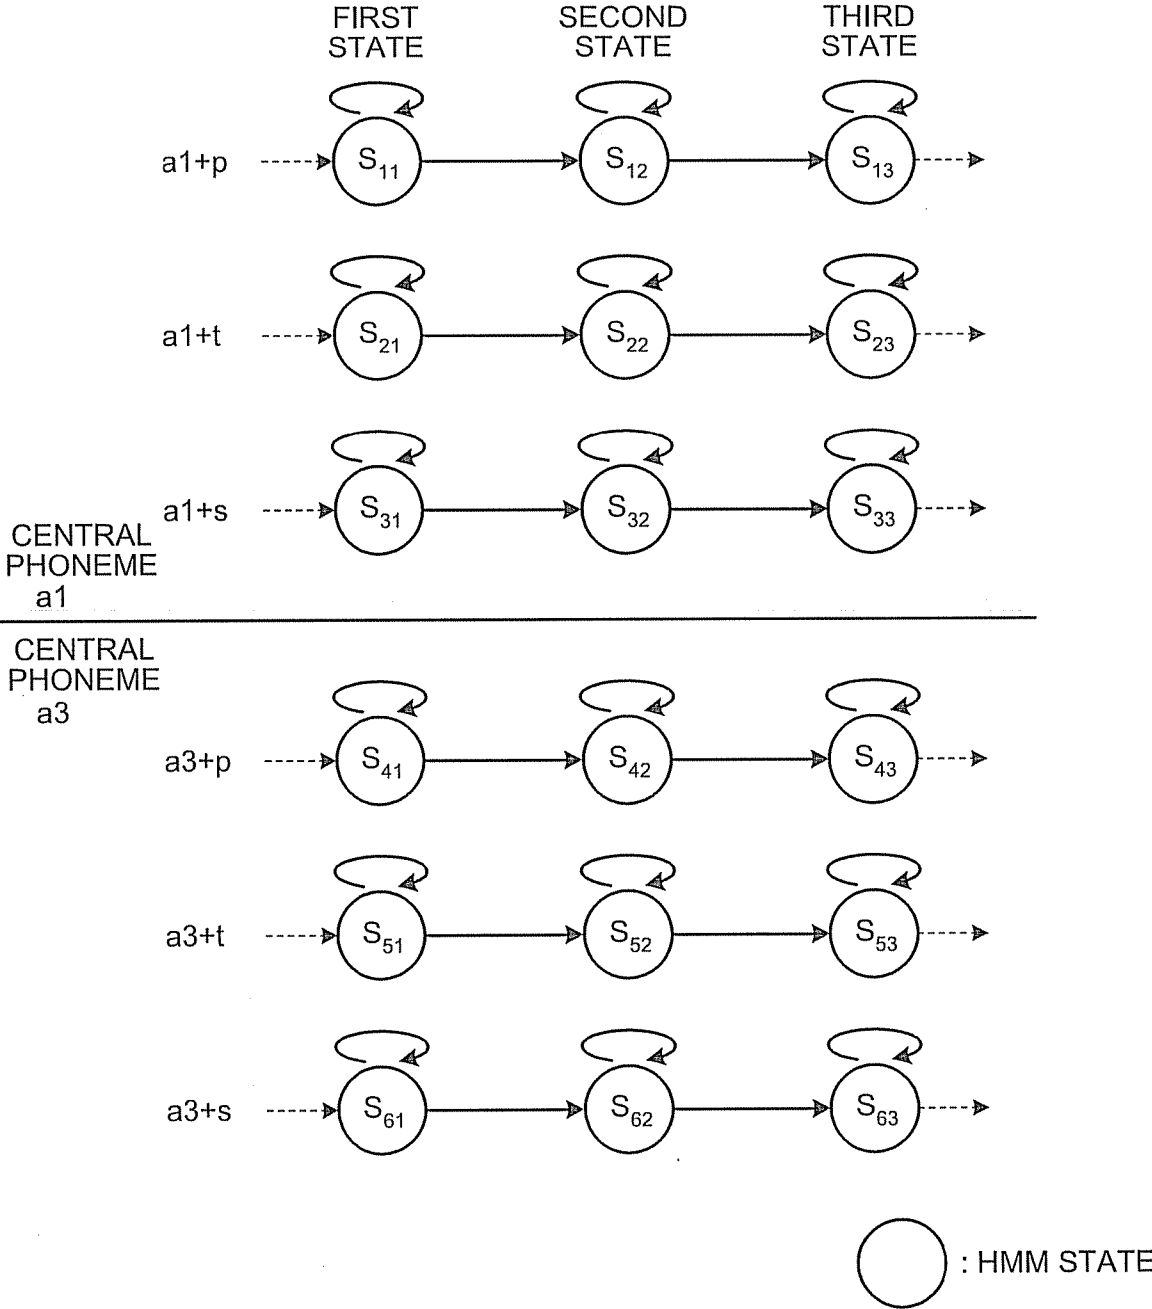 FIRST STATE
SECOND STATE
THIRD STATE
a1+p S11 S12 S13
a1+t S21 S22 S23
a1+s S31 S32 S33
CENTRAL
PHONEME
a1
CENTRAL
PHONEME
a3
a3+p S41 S42 S43
a3+t S51 S52 S53
a3+s S61 S62 S63
: HMM STATE